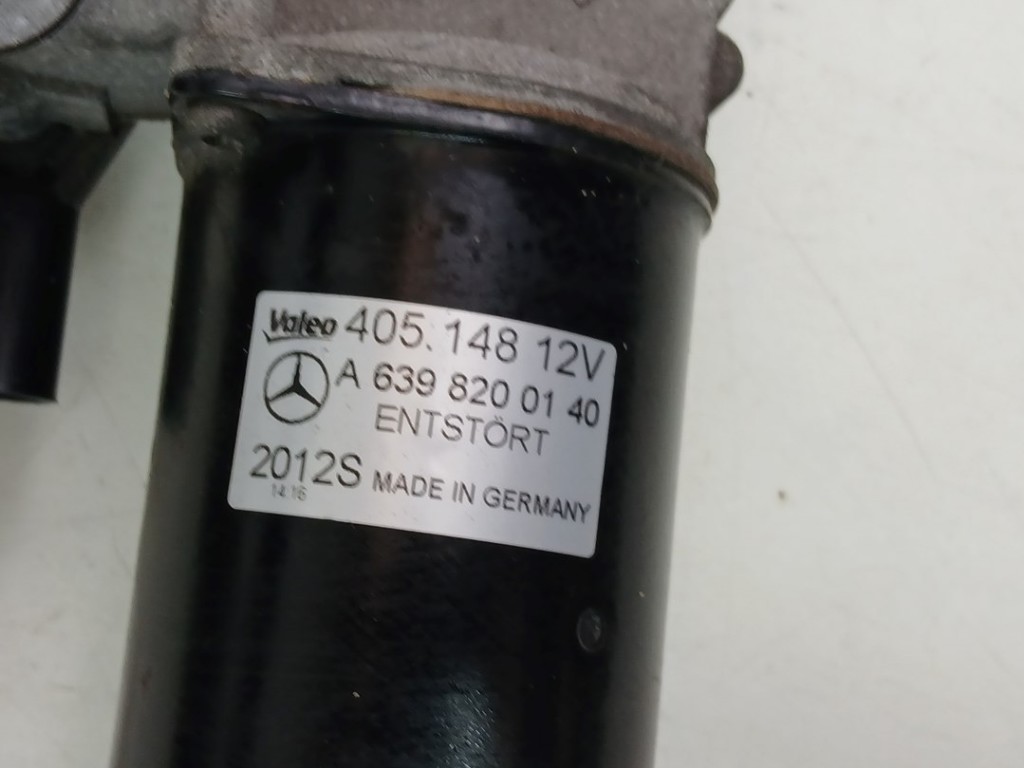 Valeo 405.148 12V
A 639 820 01 40
ENTSTÖRT
2012S MADE IN GERMANY
14:16